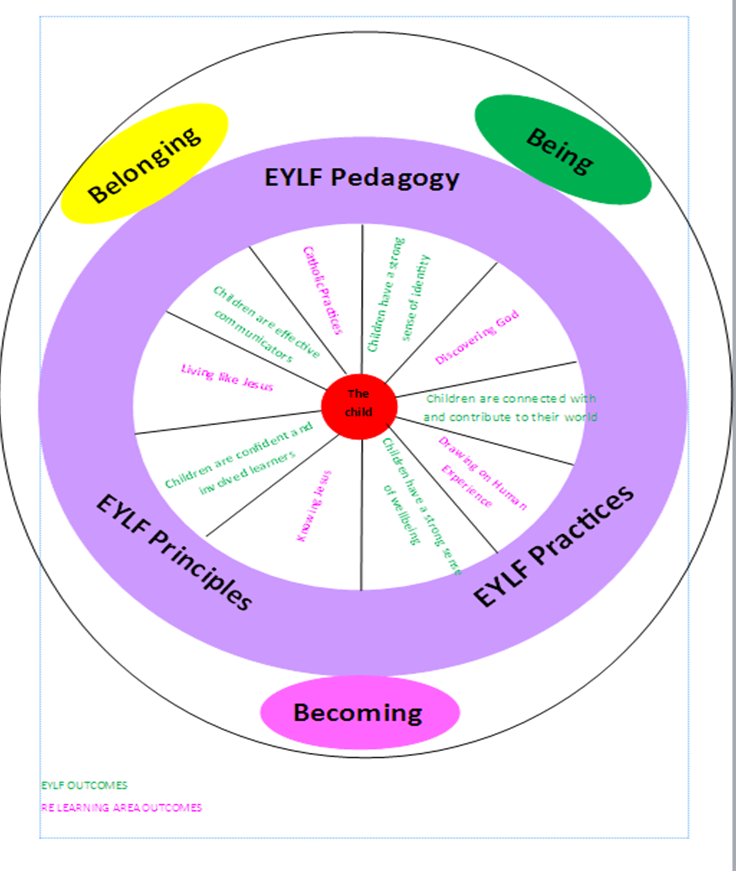 Belonging
Being
EYLF Pedagogy
Catholic Practices
Children have a strong
sense of identity
Children are effective
communicators
Discovering God
Living like Jesus
The
child
Children are connected with
and contribute to their world
Children are confident and
involved learners
Knowing Jesus
Children have a strong sense
of wellbeing
Drawing on Human
Experience
EYLF Principles
EYLF Practices
Becoming
EYLF OUTCOMES
RE LEARNING AREA OUTCOMES